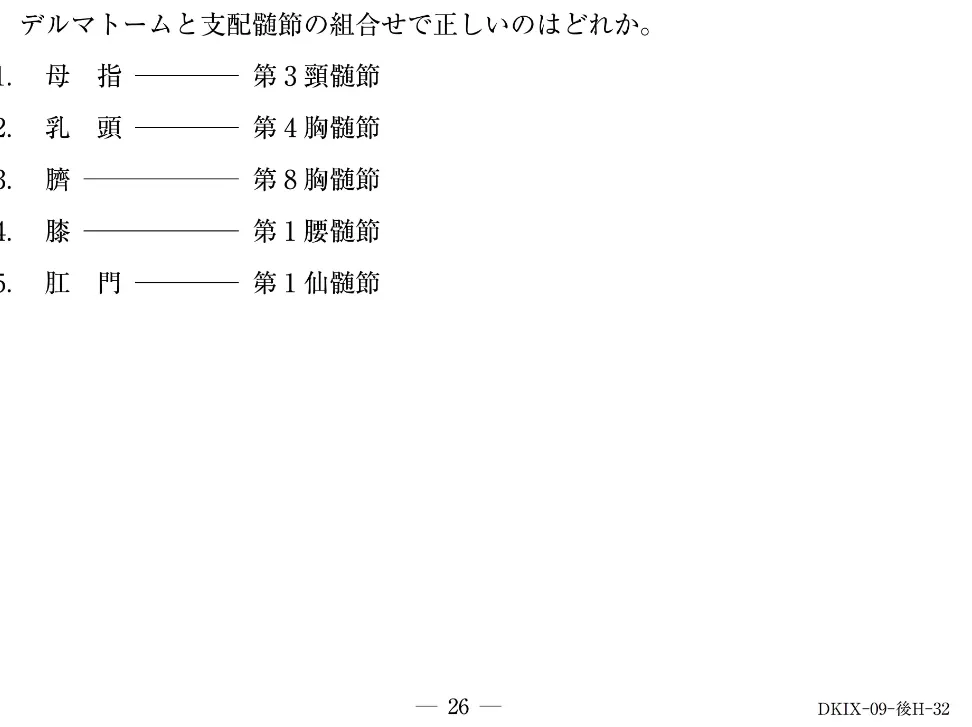 デルマトームと支配髄節の組合せで正しいのはどれか。
1. 母　指 ──── 第 3 頸髄節
2. 乳　頭 ──── 第 4 胸髄節
3. 臍 ────── 第 8 胸髄節
4. 膝 ────── 第 1 腰髄節
5. 肛　門 ──── 第 1 仙髄節
― 26 ―
DKIX-09-後H-32